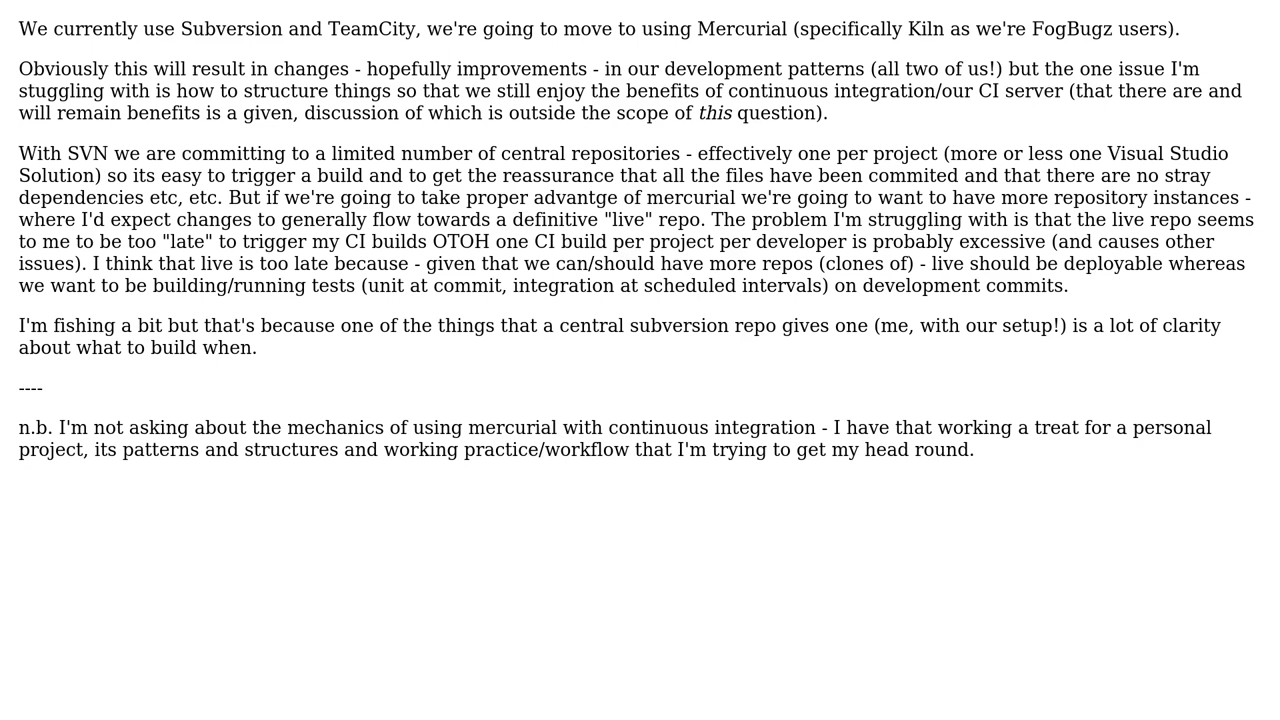 We currently use Subversion and TeamCity, we're going to move to using Mercurial (specifically Kiln as we're FogBugz users).
Obviously this will result in changes - hopefully improvements - in our development patterns (all two of us!) but the one issue I'm
stuggling with is how to structure things so that we still enjoy the benefits of continuous integration/our CI server (that there are and
will remain benefits is a given, discussion of which is outside the scope of this question).
With SVN we are committing to a limited number of central repositories - effectively one per project (more or less one Visual Studio
Solution) so its easy to trigger a build and to get the reassurance that all the files have been commited and that there are no stray
dependencies etc, etc. But if we're going to take proper advantge of mercurial we're going to want to have more repository instances -
where I'd expect changes to generally flow towards a definitive "live" repo. The problem I'm struggling with is that the live repo seems
to me to be too "late" to trigger my CI builds OTOH one CI build per project per developer is probably excessive (and causes other
issues). I think that live is too late because - given that we can/should have more repos (clones of) - live should be deployable whereas
we want to be building/running tests (unit at commit, integration at scheduled intervals) on development commits.
I'm fishing a bit but that's because one of the things that a central subversion repo gives one (me, with our setup!) is a lot of clarity
about what to build when.
----
n.b. I'm not asking about the mechanics of using mercurial with continuous integration - I have that working a treat for a personal
project, its patterns and structures and working practice/workflow that I'm trying to get my head round.